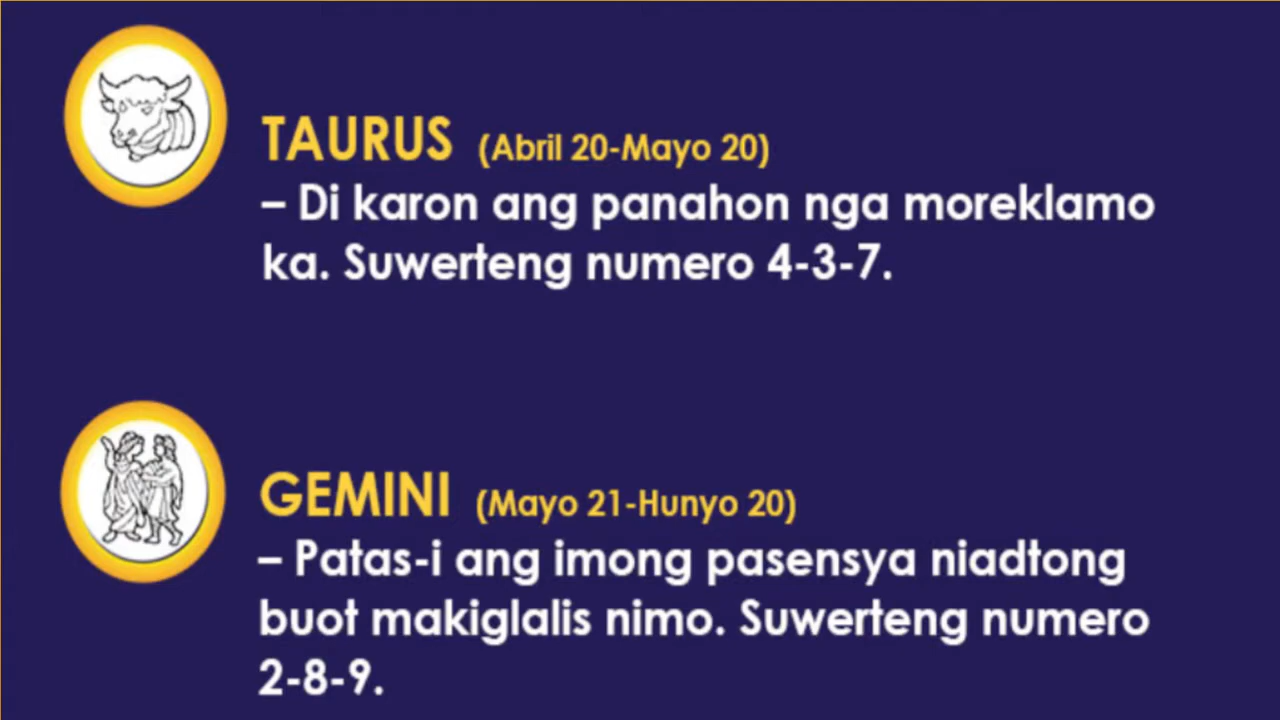 TAURUS (Abril 20-Mayo 20)
– Di karon ang panahon nga moreklamo
ka. Suwerteng numero 4-3-7.
GEMINI (Mayo 21-Hunyo 20)
– Patas-i ang imong pasensya niadtong
buot makiglalis nimo. Suwerteng numero
2-8-9.